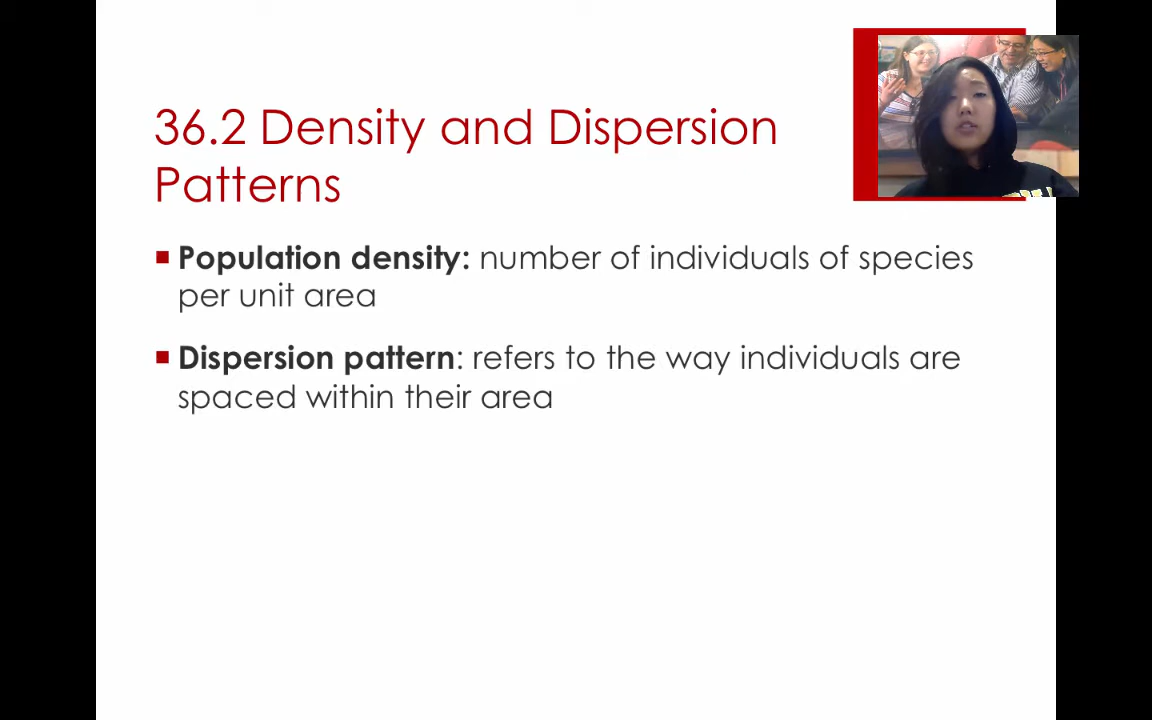 36.2 Density and Dispersion
Patterns
Population density: number of individuals of species
per unit area
Dispersion pattern: refers to the way individuals are
spaced within their area